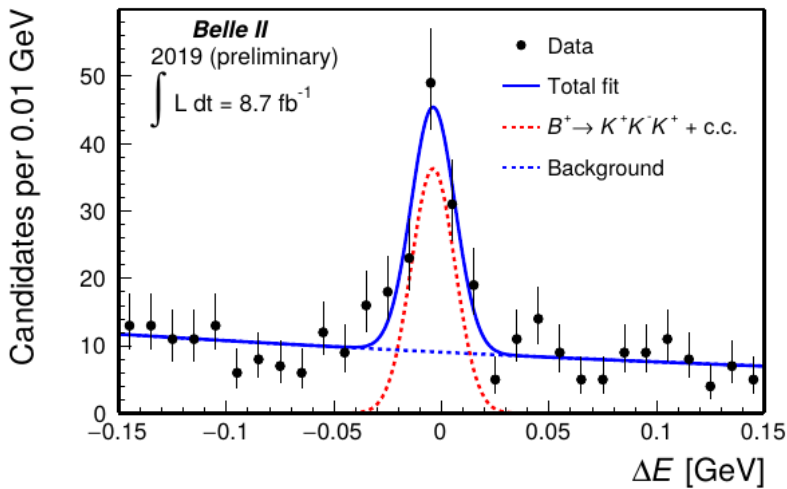 Belle II
2019 (preliminary)
∫ L dt = 8.7 fb⁻¹
Data
Total fit
B⁺→ K⁺K⁻K⁺ + c.c.
Background
Candidates per 0.01 GeV
50
40
30
20
10
0
−0.15 −0.1 −0.05 0 0.05 0.1 0.15
ΔE [GeV]